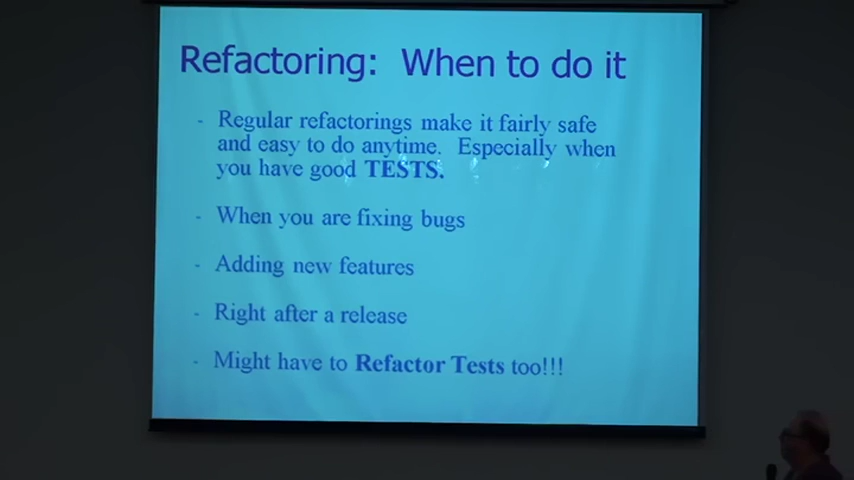 Refactoring: When to do it
- Regular refactorings make it fairly safe
and easy to do anytime. Especially when
you have good TESTS.
- When you are fixing bugs
- Adding new features
- Right after a release
- Might have to Refactor Tests too!!!